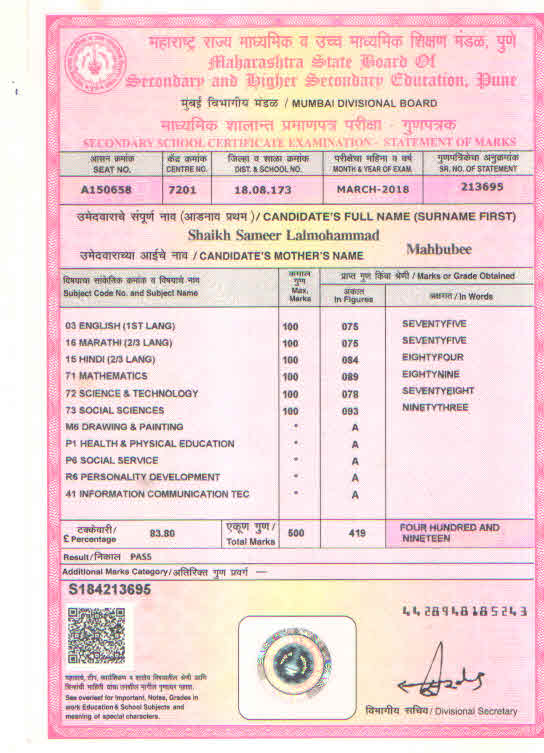 महाराष्ट्र राज्य माध्यमिक व उच्च माध्यमिक शिक्षण मंडळ, पुणे
Maharashtra State Board Of
Secondary and Higher Secondary Education, Pune
मुंबई विभागीय मंडळ / MUMBAI DIVISIONAL BOARD
माध्यमिक शालान्त प्रमाणपत्र परीक्षा - गुणपत्रक
SECONDARY SCHOOL CERTIFICATE EXAMINATION - STATEMENT OF MARKS
आसन क्रमांक केंद्र क्रमांक जिल्हा व शाळा क्रमांक परीक्षेचा महिना व वर्ष गुणपत्रिकेचा अनुक्रमांक
SEAT NO. CENTRE NO. DIST. & SCHOOL NO. MONTH & YEAR OF EXAM. SR. NO. OF STATEMENT
A150658 7201 18.08.173 MARCH-2018 213695
उमेदवाराचे संपूर्ण नाव (आडनाव प्रथम)/ CANDIDATE'S FULL NAME (SURNAME FIRST)
Shaikh Sameer Lalmohammad
उमेदवाराच्या आईचे नाव / CANDIDATE'S MOTHER'S NAME Mahbubee
विषयाचा सांकेतिक क्रमांक व विषयाचे नाव कमाल गुण प्राप्त गुण किंवा श्रेणी / Marks or Grade Obtained
Subject Code No. and Subject Name Max. Marks अंकात In Figures अक्षरात / In Words
03 ENGLISH (1ST LANG) 100 075 SEVENTYFIVE
16 MARATHI (2/3 LANG) 100 075 SEVENTYFIVE
15 HINDI (2/3 LANG) 100 084 EIGHTYFOUR
71 MATHEMATICS 100 089 EIGHTYNINE
72 SCIENCE & TECHNOLOGY 100 078 SEVENTYEIGHT
73 SOCIAL SCIENCES 100 093 NINETYTHREE
M6 DRAWING & PAINTING * A
P1 HEALTH & PHYSICAL EDUCATION * A
P6 SOCIAL SERVICE * A
R6 PERSONALITY DEVELOPMENT * A
41 INFORMATION COMMUNICATION TEC * A
टक्केवारी/ एकूण गुण / FOUR HUNDRED AND
£ Percentage 83.80 Total Marks 500 419 NINETEEN
Result/निकाल PASS
Additional Marks Category/अतिरिक्त गुण प्रवर्ग —
S184213695
4428948185243
See overleaf for Important, Notes, Grades in
work Education & School Subjects and
meaning of special characters.
विभागीय सचिव / Divisional Secretary